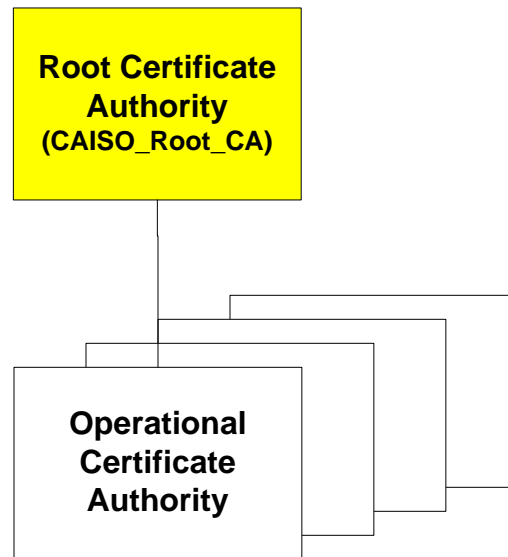 Root Certificate
Authority
(CAISO_Root_CA)
Operational
Certificate
Authority